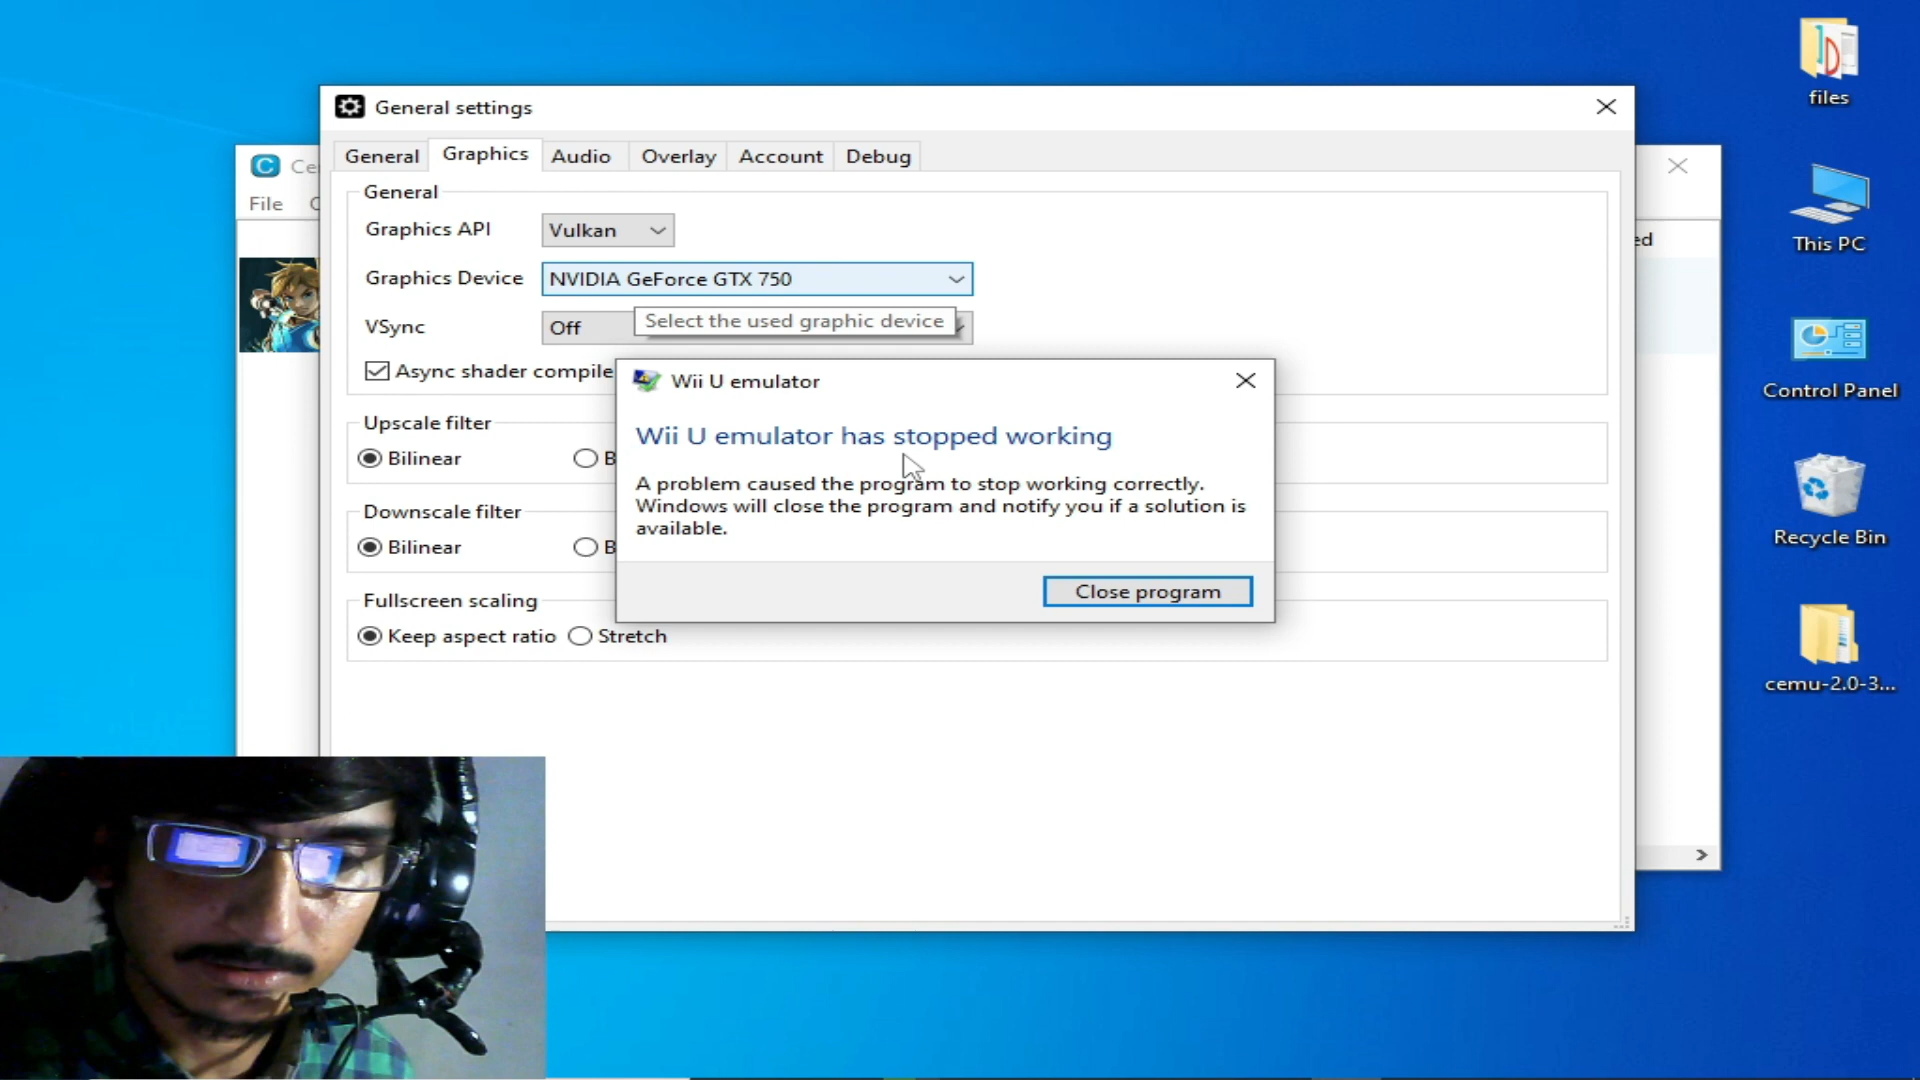 files
General settings
Ce
General Graphics Audio Overlay Account Debug
File
General
Graphics API Vulkan
Graphics Device NVIDIA GeForce GTX 750
VSync Off
Select the used graphic device
Async shader compile
Upscale filter
Bilinear B
Downscale filter
Bilinear B
Fullscreen scaling
Keep aspect ratio Stretch
Wii U emulator
Wii U emulator has stopped working
A problem caused the program to stop working correctly.
Windows will close the program and notify you if a solution is
available.
Close program
ed
This PC
Control Panel
Recycle Bin
cemu-2.0-3...